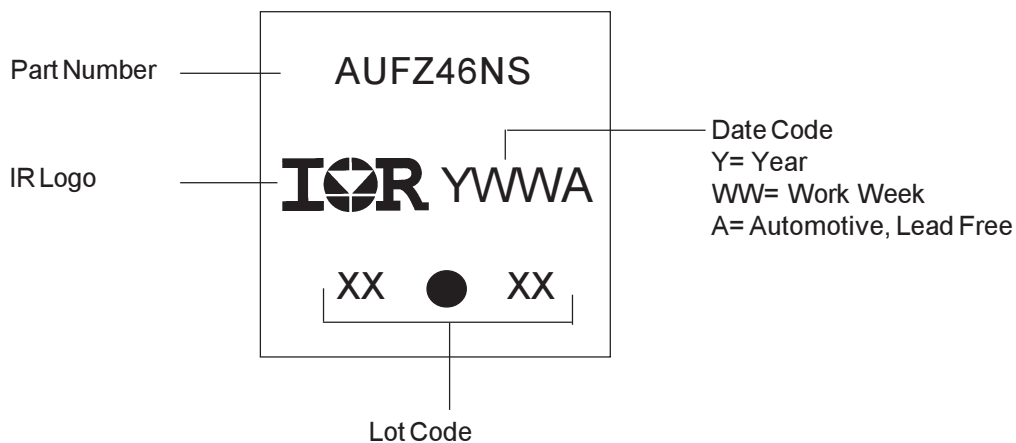 Part Number
AUFZ46NS
IR Logo
IOR YWWA
Date Code
Y= Year
WW= Work Week
A= Automotive, Lead Free
XX ● XX
Lot Code